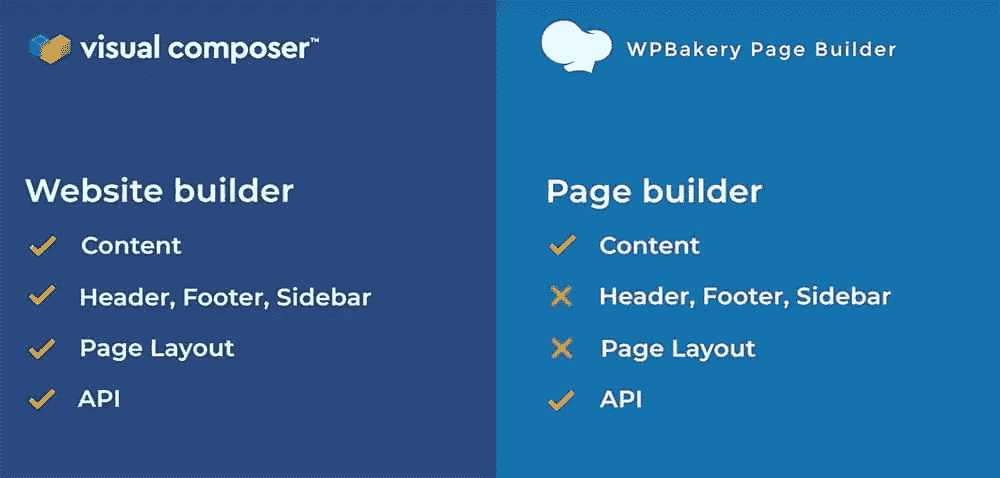 visual composer™
Website builder
Content
Header, Footer, Sidebar
Page Layout
API
WPBakery Page Builder
Page builder
Content
Header, Footer, Sidebar
Page Layout
API